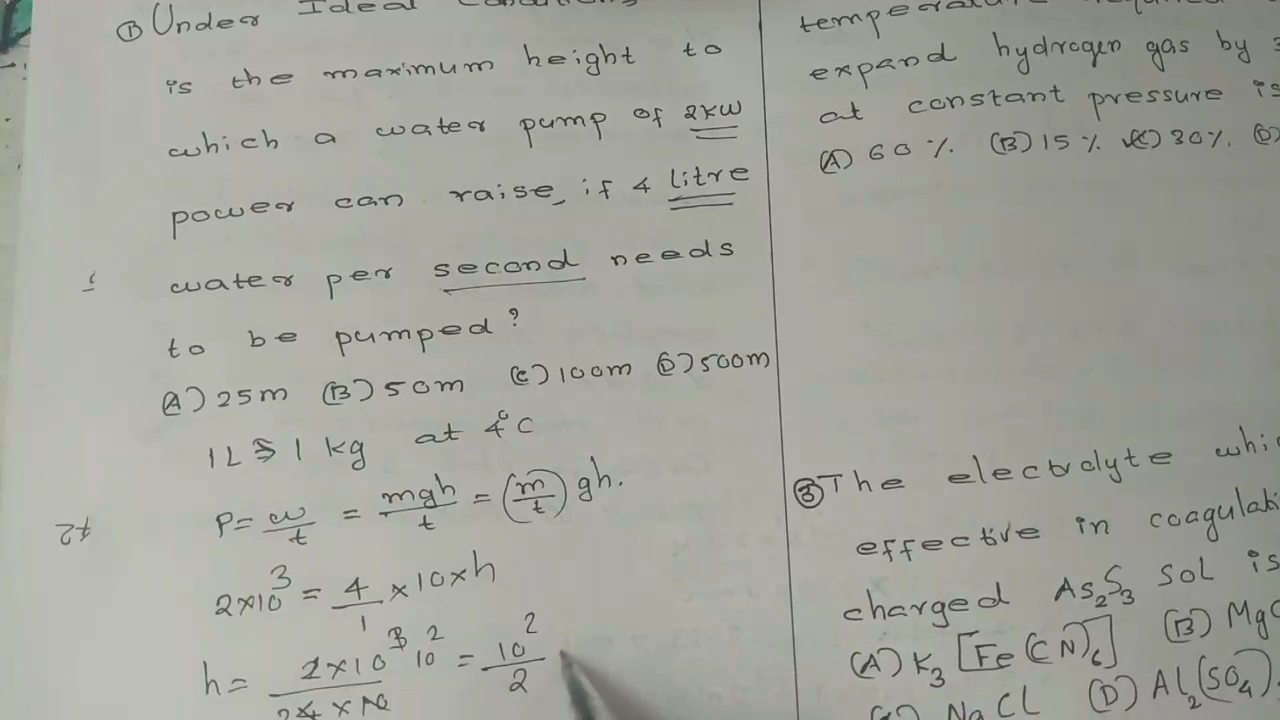 ① Under Ideal
is the maximum height to
which a water pump of 2KW
power can raise, if 4 litre
water per second needs
to be pumped?
(A) 25m (B) 50m (C) 100m (D) 500m
1L ≅ 1 kg at 4°C
P = w/t = mgh/t = (m/t) gh.
2×10³ = 4/1 × 10 × h
h = 2×10³ 10² = 10²/2
24 × 10
expand hydrogen gas by
at constant pressure is
(A) 60 % (B) 15 % (C) 30 %.
③ The electrolyte whi
effective in coagulati
charged As₂S₃ sol is
(A) K₃ [Fe(CN)₆] (B) Mg
NaCl (D) Al₂(SO₄)